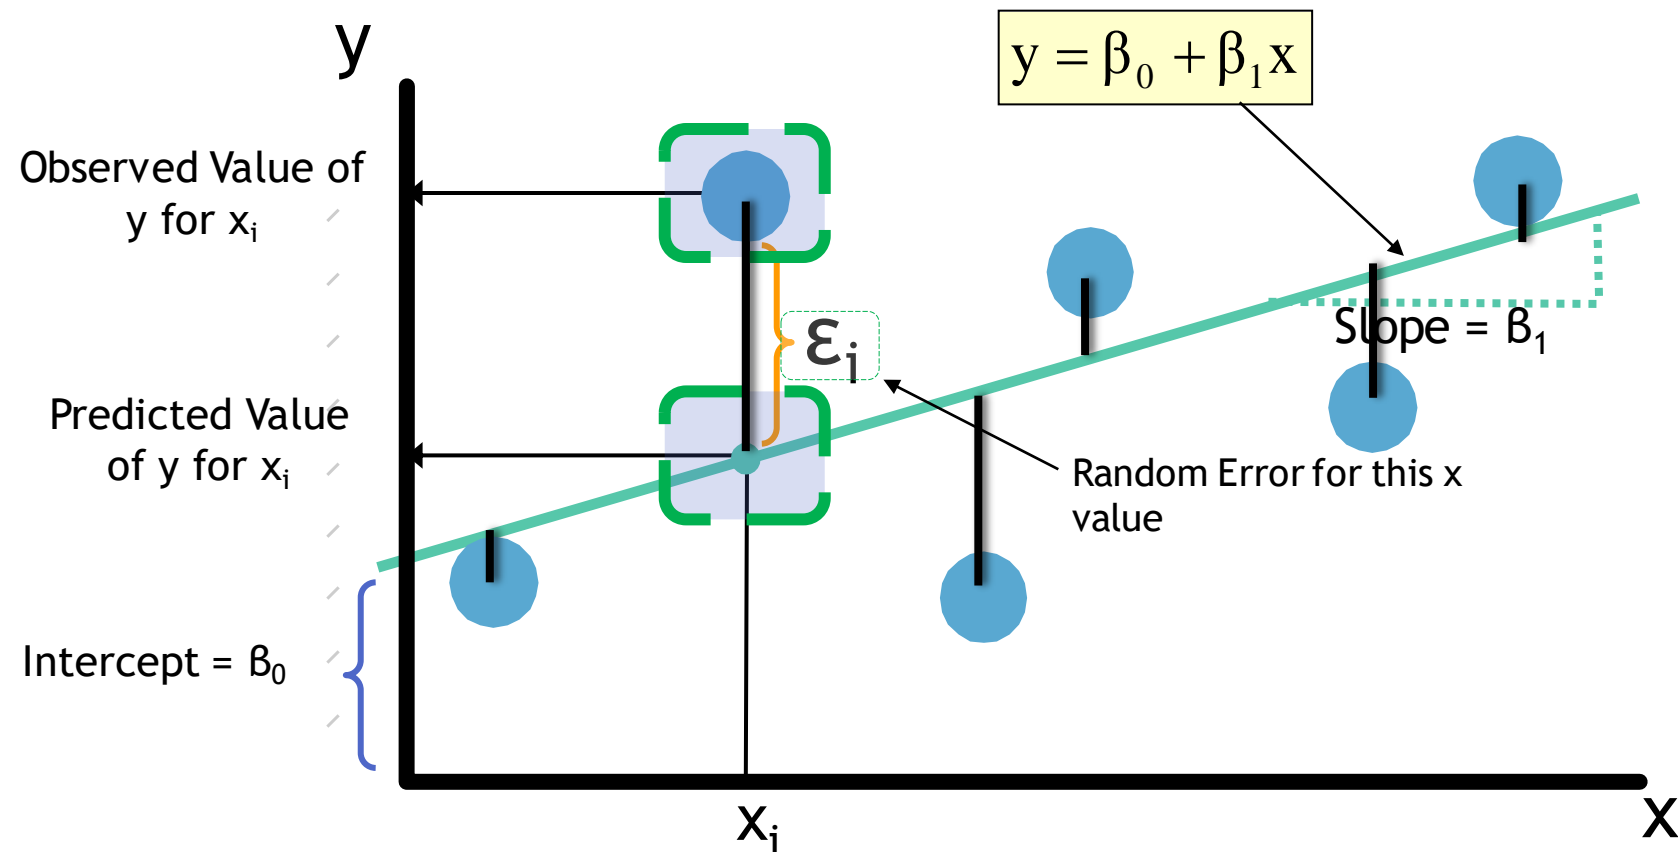 y
y = β₀ + β₁x
Observed Value of
y for xᵢ
εᵢ
Slope = β₁
Predicted Value
of y for xᵢ
Random Error for this x
value
Intercept = β₀
xᵢ
x